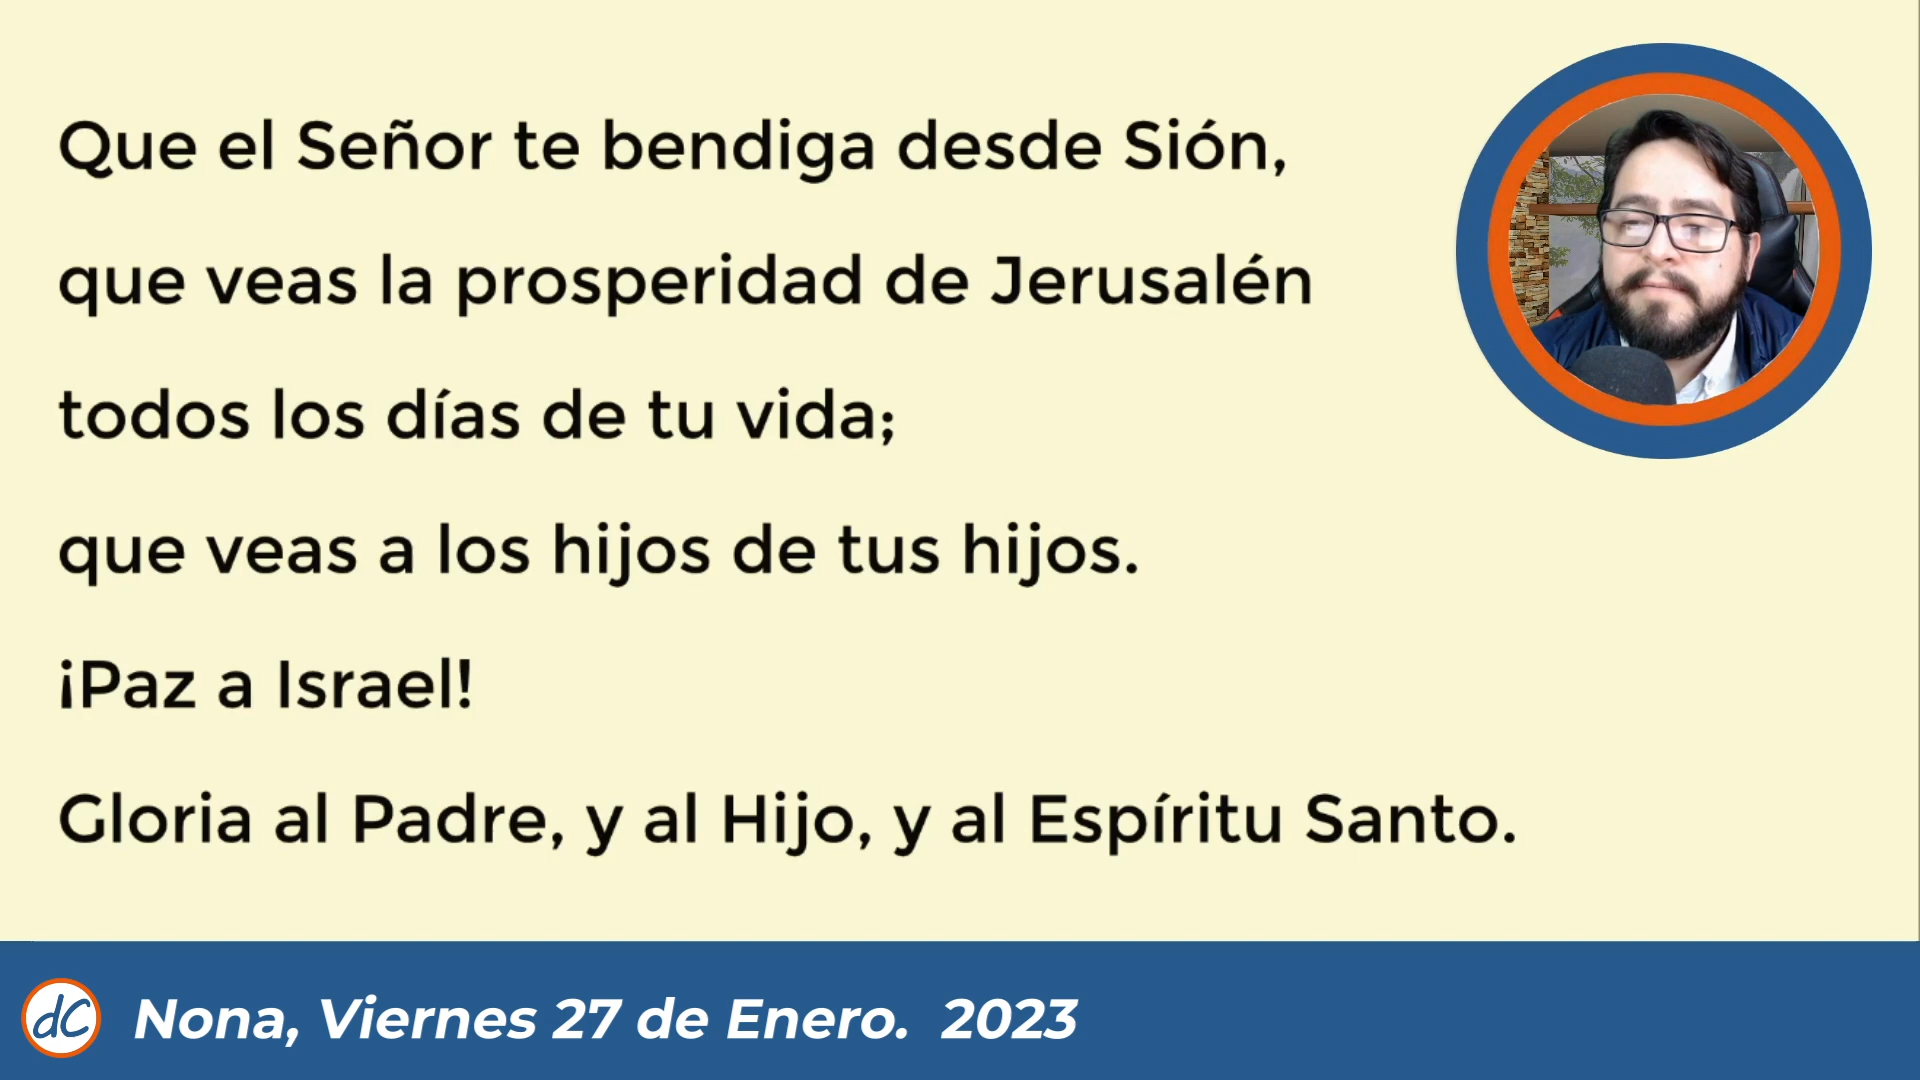 Que el Señor te bendiga desde Sión,
que veas la prosperidad de Jerusalén
todos los días de tu vida;
que veas a los hijos de tus hijos.
¡Paz a Israel!
Gloria al Padre, y al Hijo, y al Espíritu Santo.
dC Nona, Viernes 27 de Enero. 2023